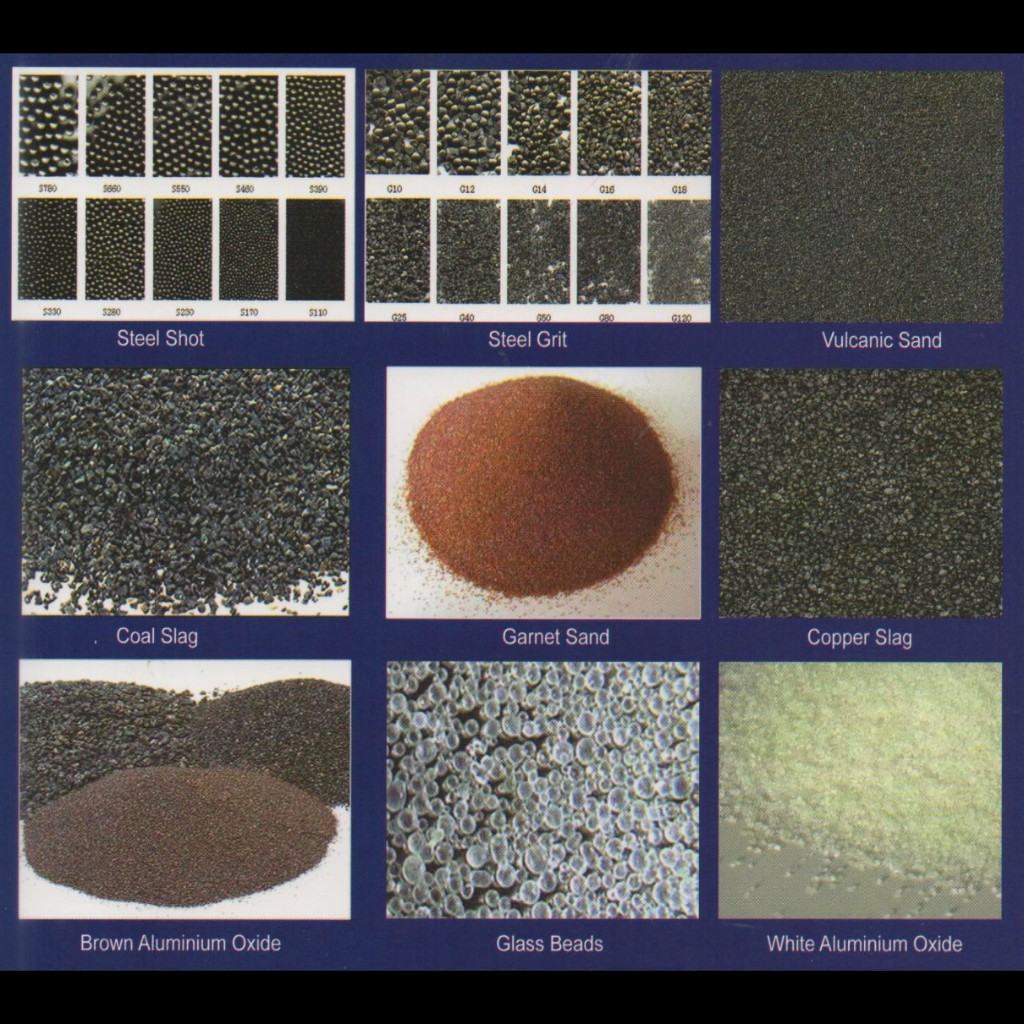 S780 S660 S550 S460 S390
S330 S280 S230 S170 S110
Steel Shot
G10 G12 G14 G16 G18
G25 G40 G50 G80 G120
Steel Grit
Vulcanic Sand
Coal Slag
Garnet Sand
Copper Slag
Brown Aluminium Oxide
Glass Beads
White Aluminium Oxide